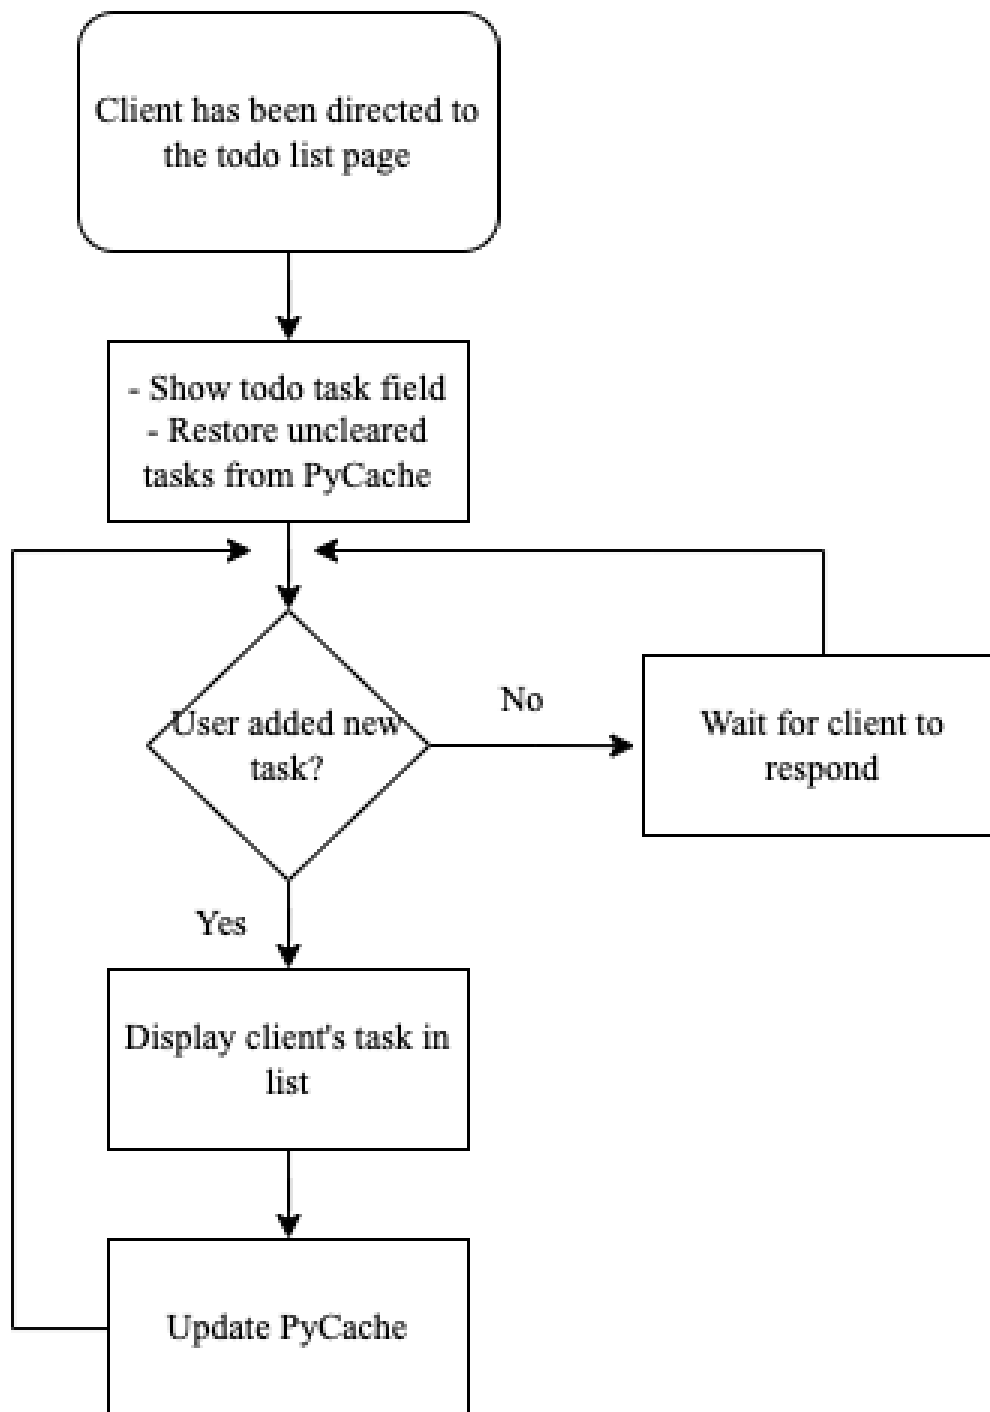 Client has been directed to
the todo list page
- Show todo task field
- Restore uncleared
tasks from PyCache
User added new
task?
No
Wait for client to
respond
Yes
Display client's task in
list
Update PyCache